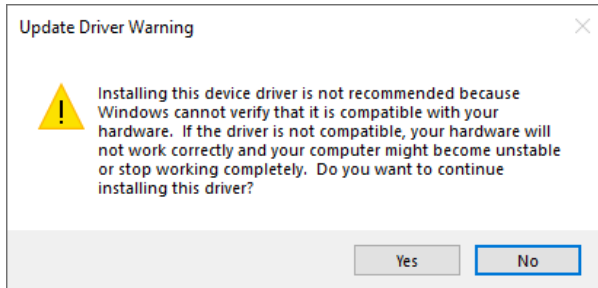 Update Driver Warning
Installing this device driver is not recommended because
Windows cannot verify that it is compatible with your
hardware.  If the driver is not compatible, your hardware will
not work correctly and your computer might become unstable
or stop working completely.  Do you want to continue
installing this driver?
Yes
No